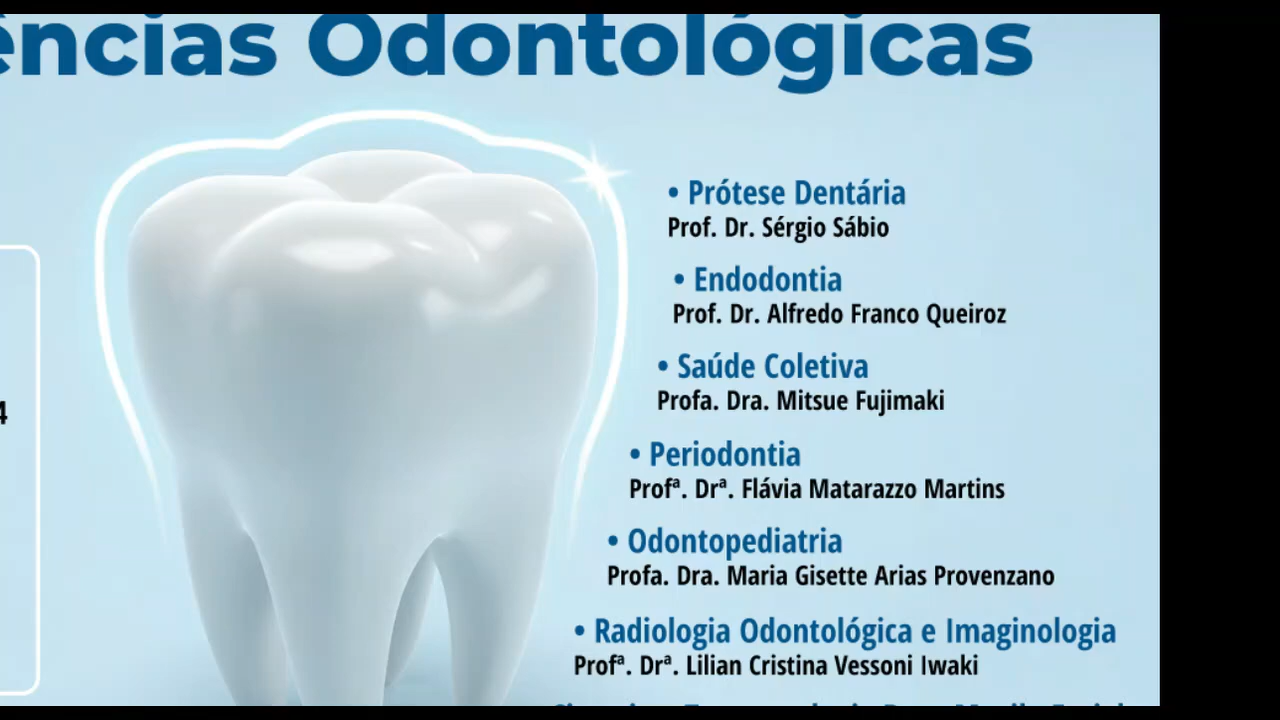 ências Odontológicas
• Prótese Dentária
Prof. Dr. Sérgio Sábio
• Endodontia
Prof. Dr. Alfredo Franco Queiroz
• Saúde Coletiva
Profa. Dra. Mitsue Fujimaki
4
• Periodontia
Profª. Drª. Flávia Matarazzo Martins
• Odontopediatria
Profa. Dra. Maria Gisette Arias Provenzano
• Radiologia Odontológica e Imaginologia
Profª. Drª. Lilian Cristina Vessoni Iwaki